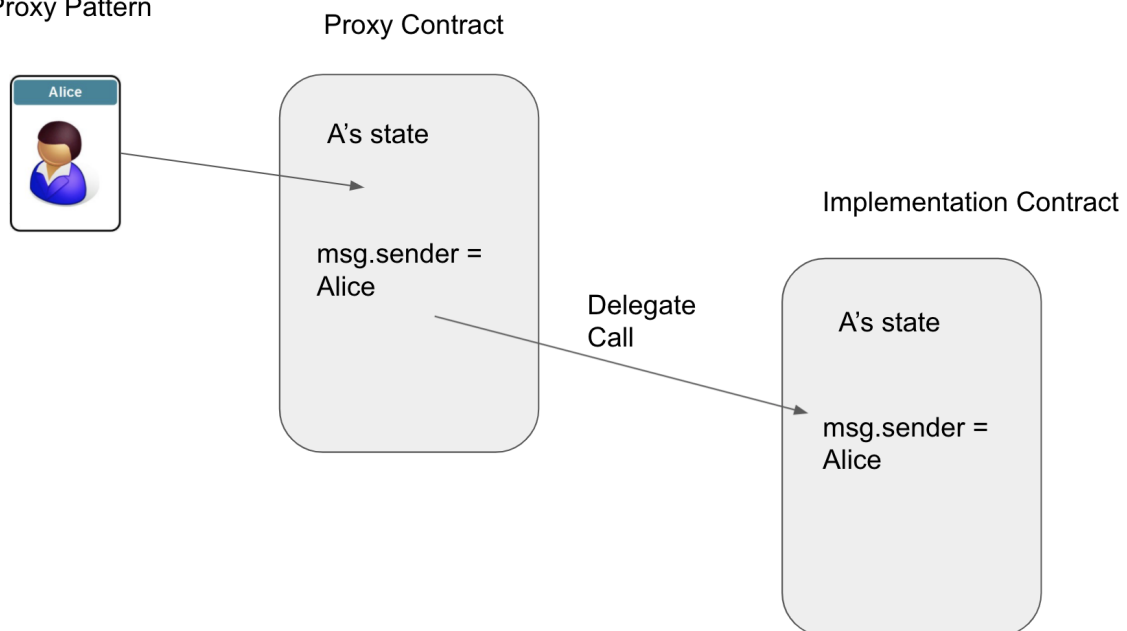 Proxy Pattern
Proxy Contract
Alice
A’s state
msg.sender =
Alice
Delegate
Call
Implementation Contract
A’s state
msg.sender =
Alice